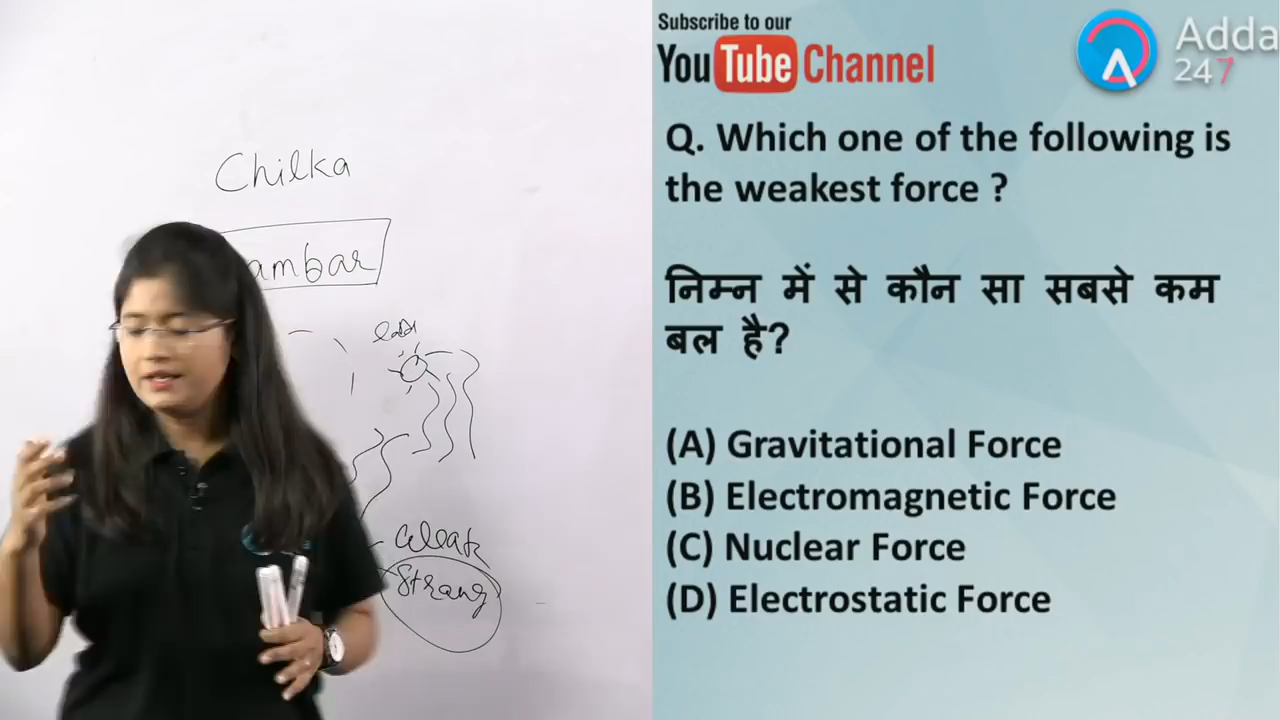 Chilka
ambar
Weak
Strang
Subscribe to our
YouTube Channel
Adda
247
Q. Which one of the following is
the weakest force ?
निम्न में से कौन सा सबसे कम
बल है?
(A) Gravitational Force
(B) Electromagnetic Force
(C) Nuclear Force
(D) Electrostatic Force